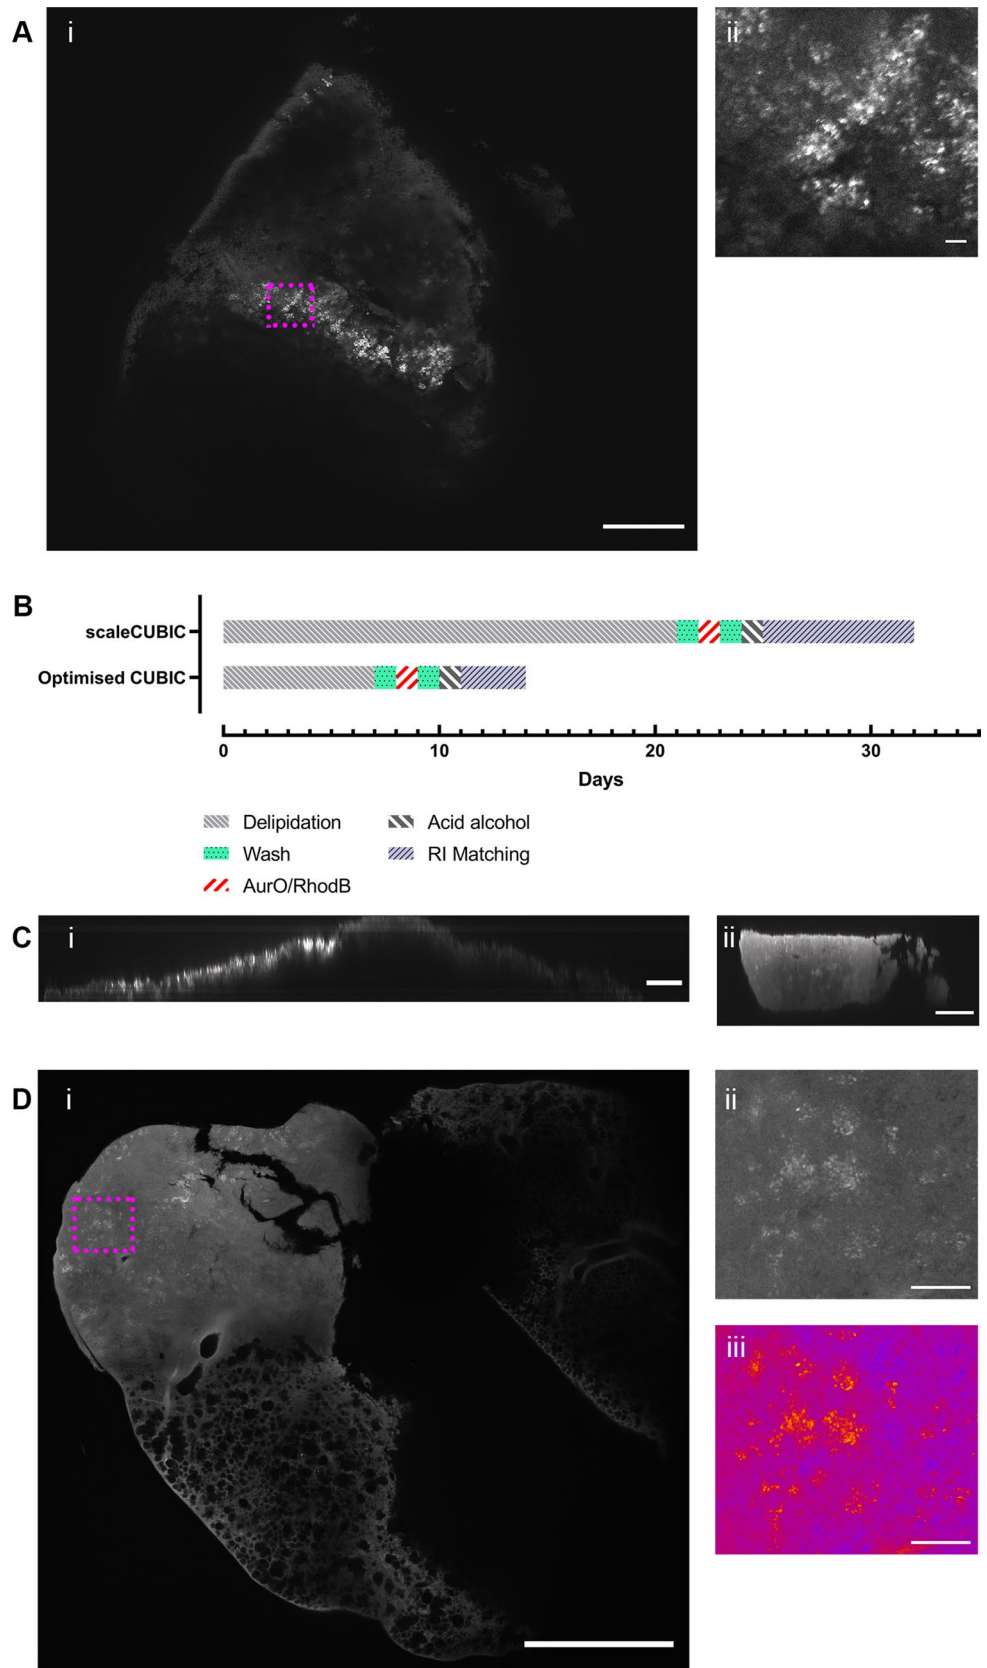 A
i
ii
B
scaleCUBIC
Optimised CUBIC
0 10 20 30
Days
Delipidation
Acid alcohol
Wash
RI Matching
AurO/RhodB
C
i
ii
D
i
ii
iii